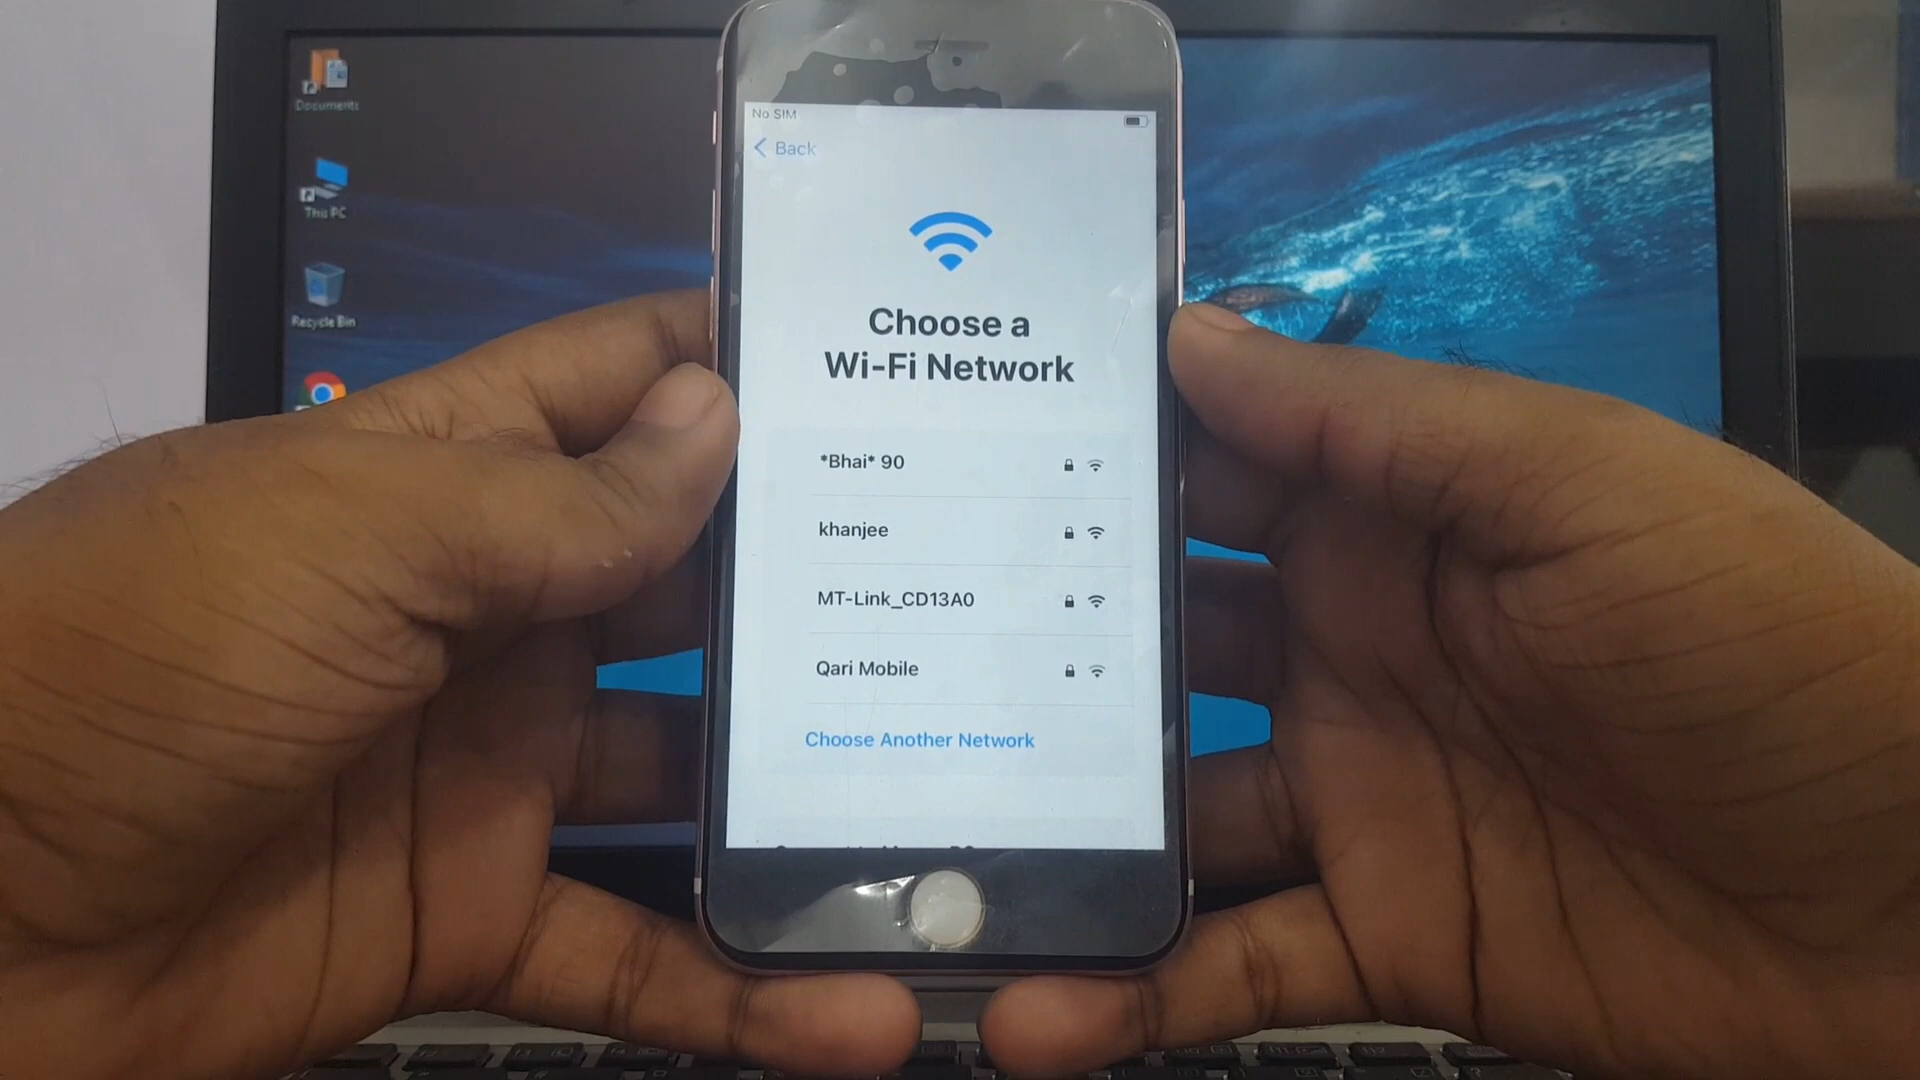 Documents
This PC
Recycle Bin
No SIM
Back
Choose a
Wi-Fi Network
*Bhai* 90
khanjee
MT-Link_CD13A0
Qari Mobile
Choose Another Network